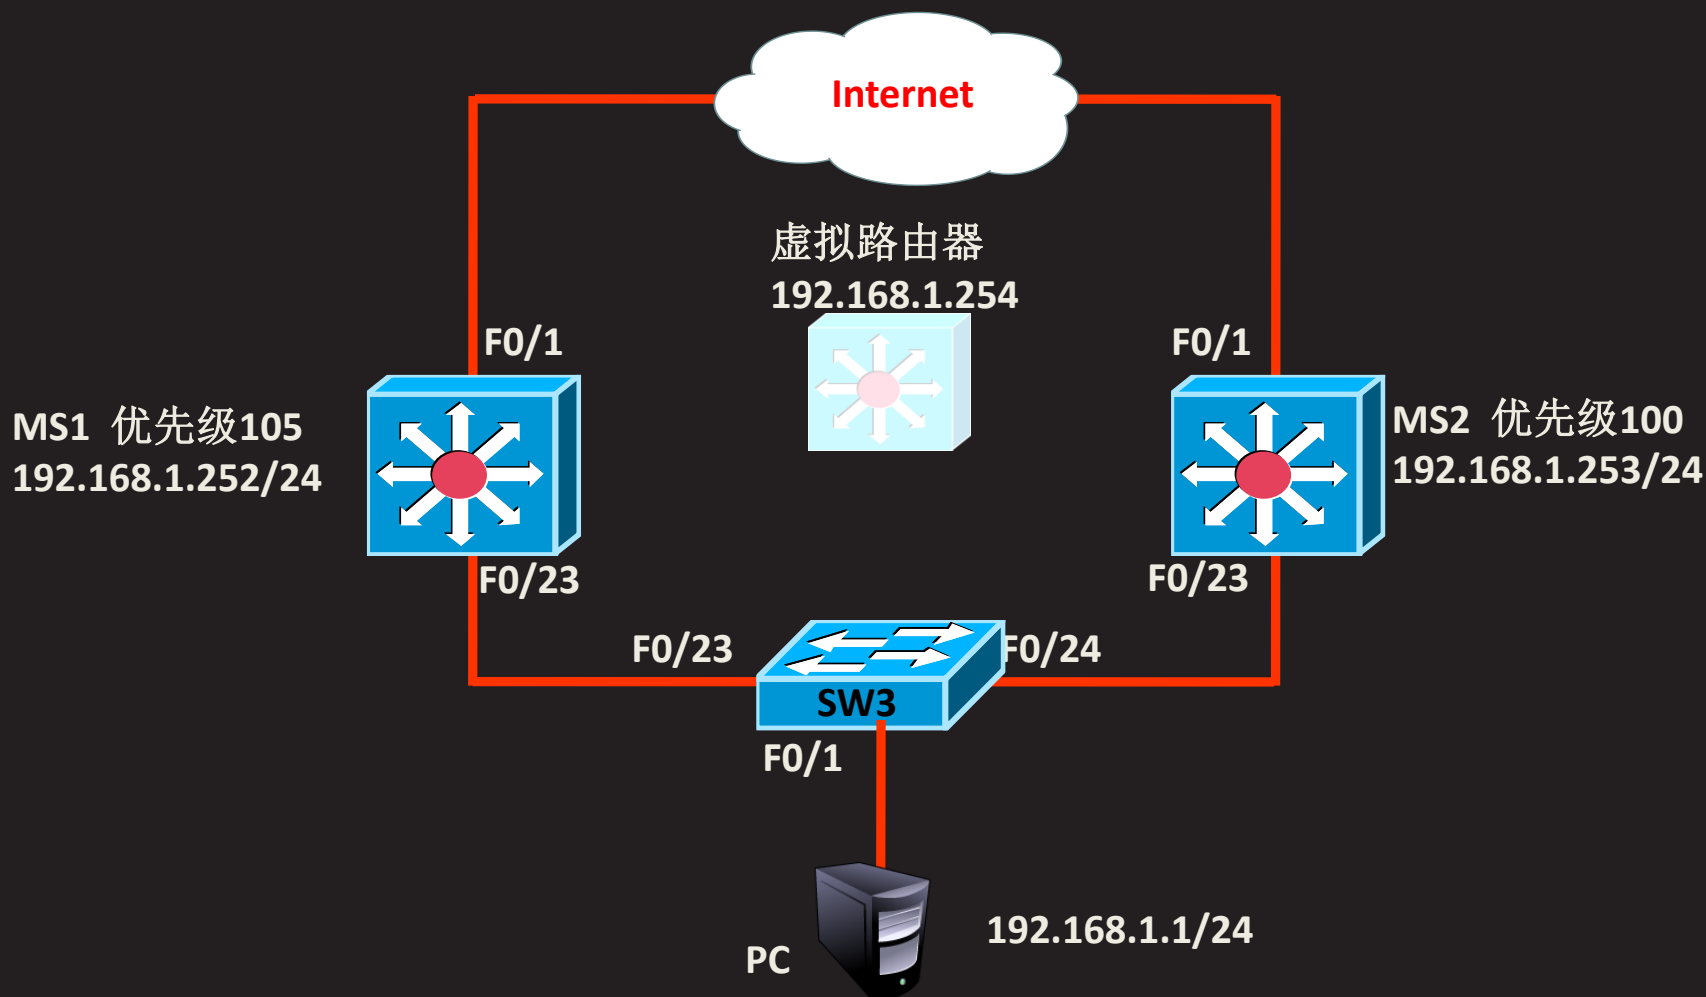 Internet
虚拟路由器
192.168.1.254
F0/1
F0/1
MS1 优先级105
192.168.1.252/24
MS2 优先级100
192.168.1.253/24
F0/23
F0/23
F0/23
F0/24
SW3
F0/1
192.168.1.1/24
PC